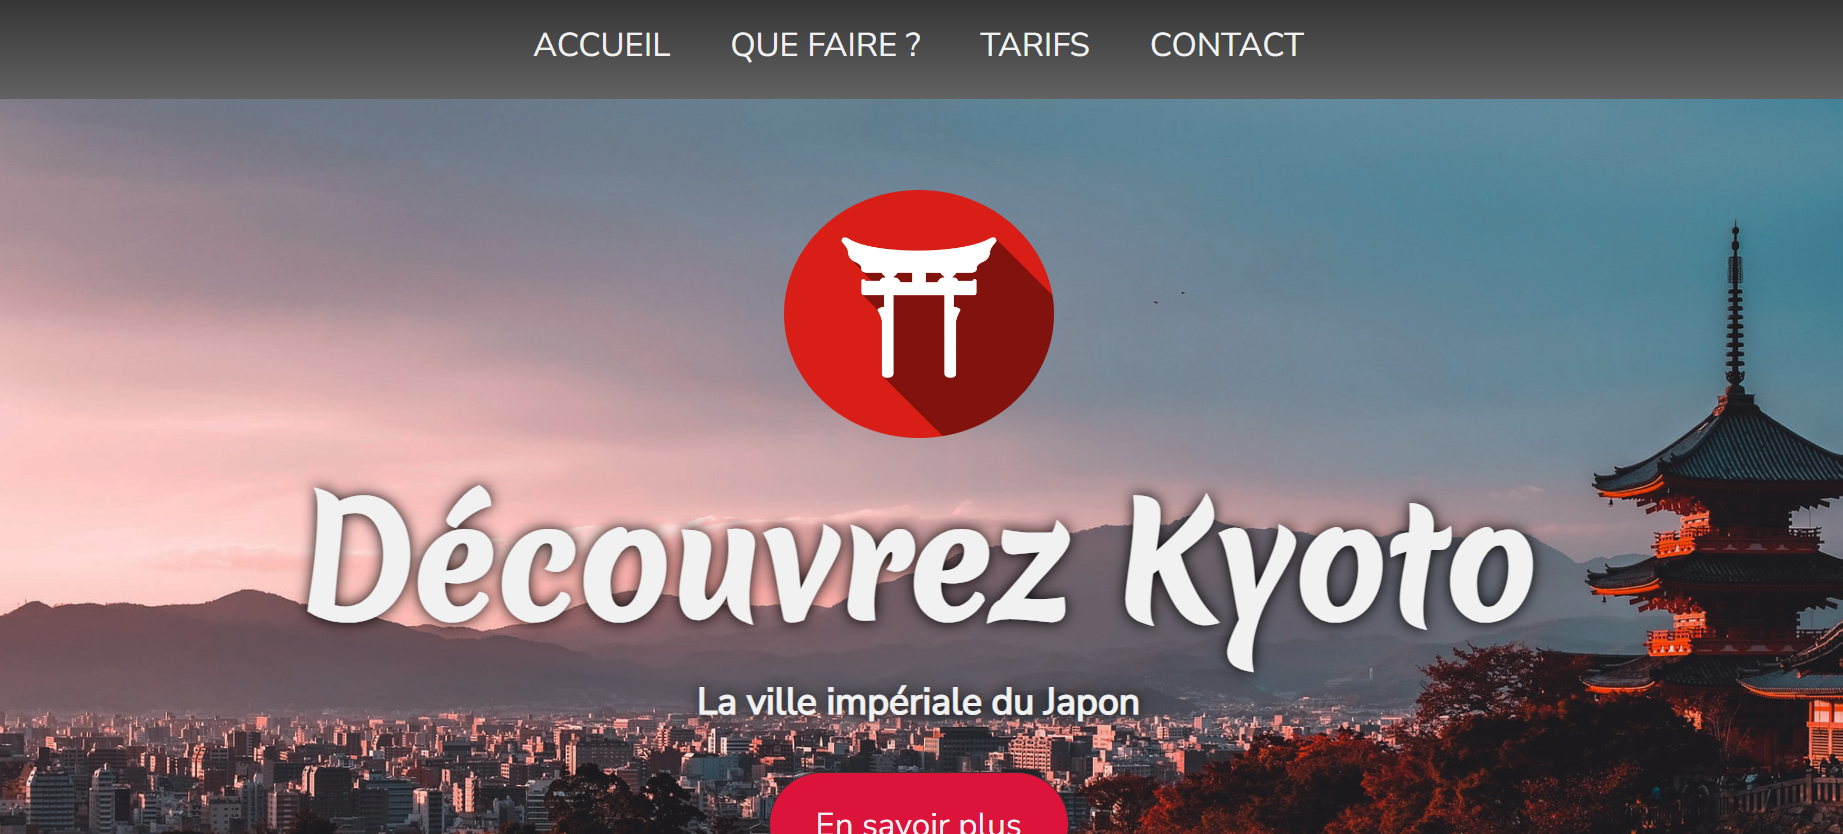 ACCUEIL QUE FAIRE ? TARIFS CONTACT
Découvrez Kyoto
La ville impériale du Japon
En savoir plus